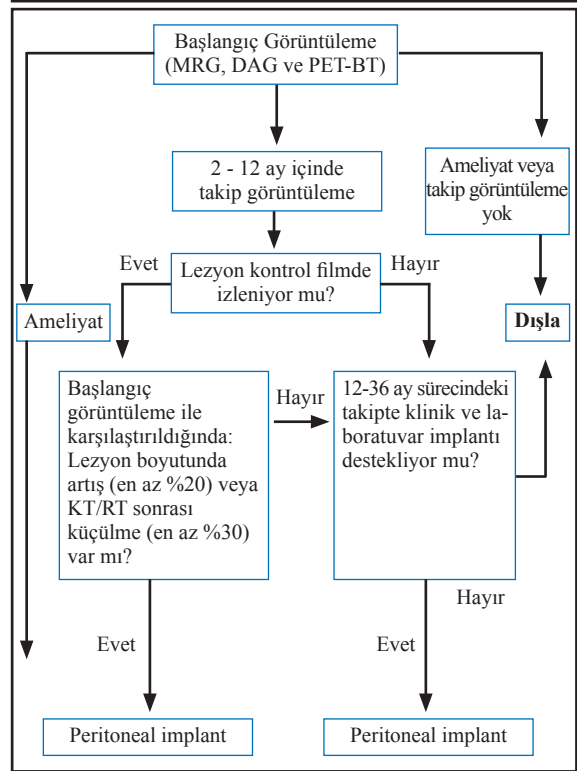 Başlangıç Görüntüleme
(MRG, DAG ve PET-BT)
2 - 12 ay içinde
takip görüntüleme
Ameliyat veya
takip görüntüleme
yok
Evet
Lezyon kontrol filmde
izleniyor mu?
Hayır
Ameliyat
Dışla
Başlangıç
görüntüleme ile
karşılaştırıldığında:
Lezyon boyutunda
artış (en az %20) veya
KT/RT sonrası
küçülme (en az %30)
var mı?
Hayır
12-36 ay sürecindeki
takipte klinik ve la-
boratuvar implantı
destekliyor mu?
Hayır
Evet
Evet
Peritoneal implant
Peritoneal implant